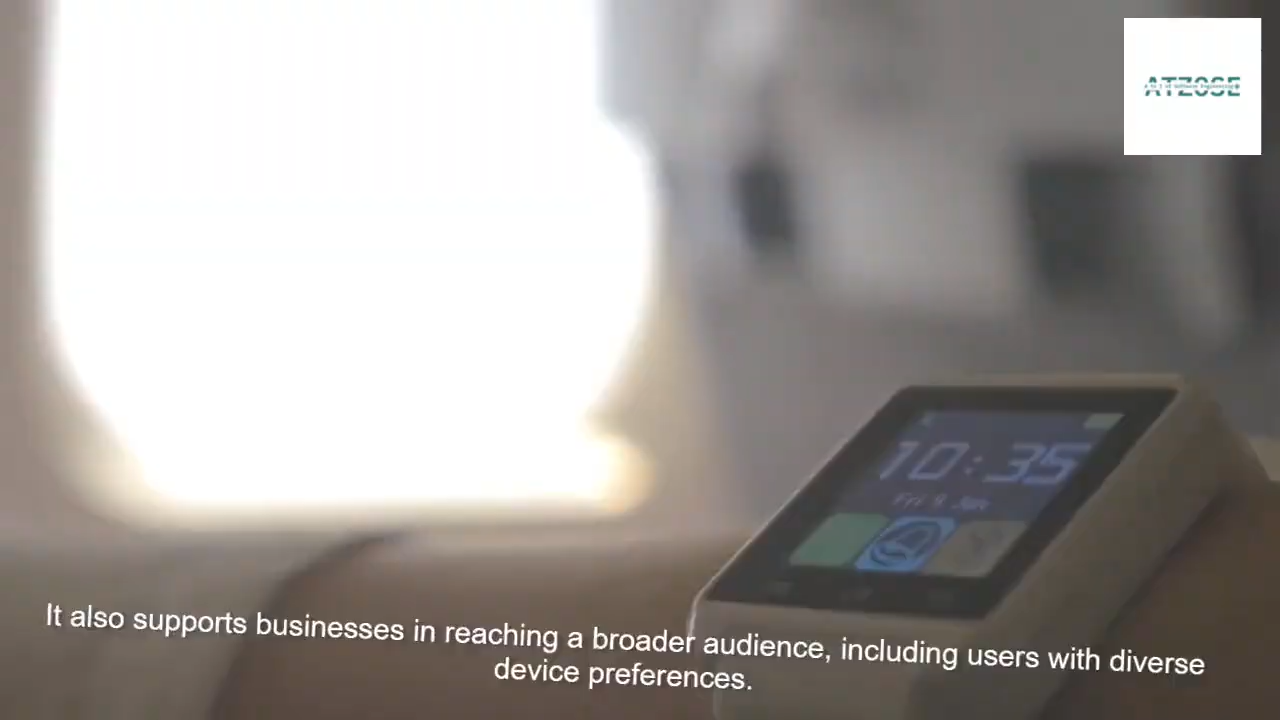 ATZOSE
10:35
Fri 9 Jan
It also supports businesses in reaching a broader audience, including users with diverse
device preferences.